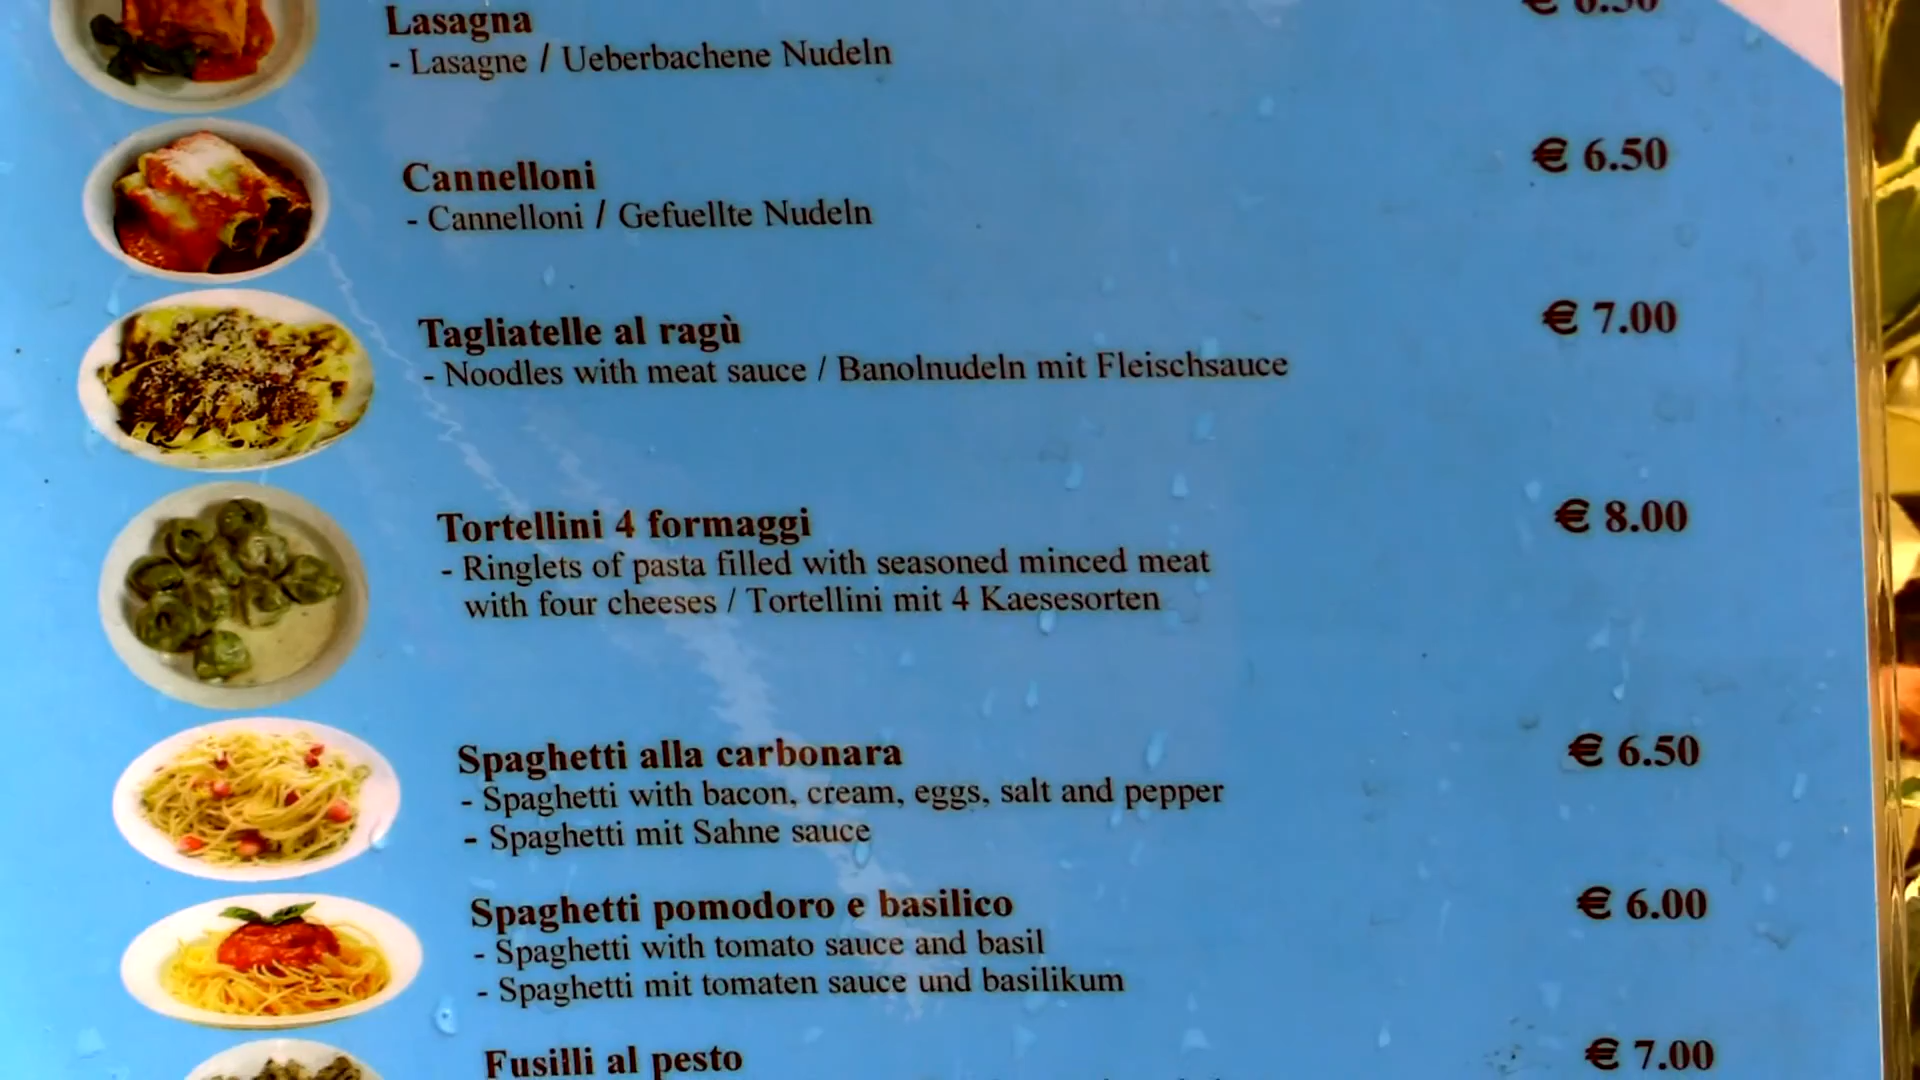 Lasagna
- Lasagne / Ueberbachene Nudeln
Cannelloni € 6.50
- Cannelloni / Gefuellte Nudeln
Tagliatelle al ragù € 7.00
- Noodles with meat sauce / Banolnudeln mit Fleischsauce
Tortellini 4 formaggi € 8.00
- Ringlets of pasta filled with seasoned minced meat
with four cheeses / Tortellini mit 4 Kaesesorten
Spaghetti alla carbonara € 6.50
- Spaghetti with bacon, cream, eggs, salt and pepper
- Spaghetti mit Sahne sauce
Spaghetti pomodoro e basilico € 6.00
- Spaghetti with tomato sauce and basil
- Spaghetti mit tomaten sauce und basilikum
Fusilli al pesto € 7.00